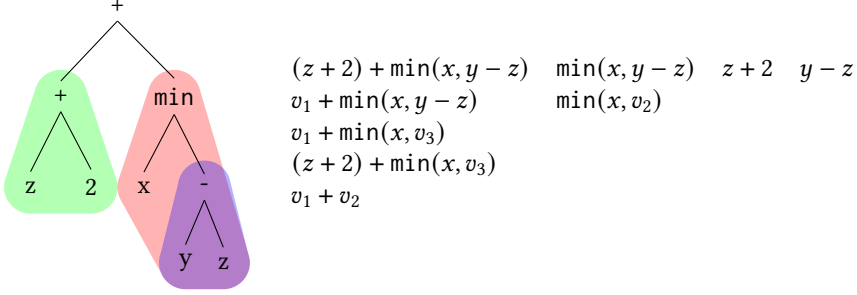 +
+ min
z 2 x -
y z
(z + 2) + min(x, y − z) min(x, y − z) z + 2 y − z
v₁ + min(x, y − z) min(x, v₂)
v₁ + min(x, v₃)
(z + 2) + min(x, v₃)
v₁ + v₂